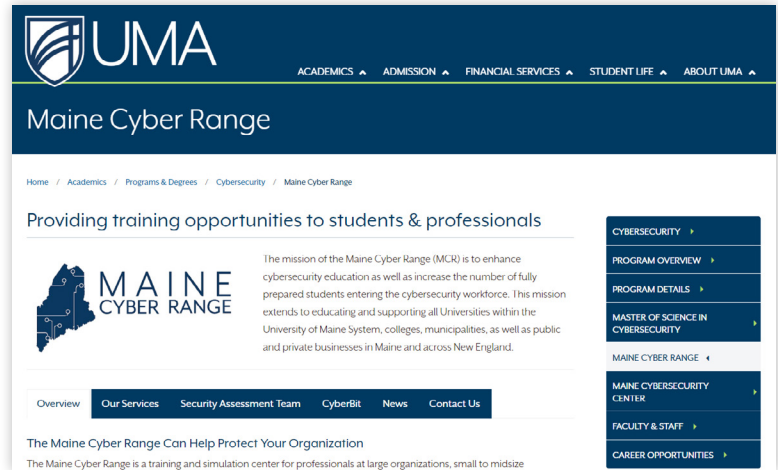 UMA
ACADEMICS ADMISSION FINANCIAL SERVICES STUDENT LIFE ABOUT UMA
Maine Cyber Range
Home / Academics / Programs & Degrees / Cybersecurity / Maine Cyber Range
Providing training opportunities to students & professionals
MAINE
CYBER RANGE
The mission of the Maine Cyber Range (MCR) is to enhance
cybersecurity education as well as increase the number of fully
prepared students entering the cybersecurity workforce. This mission
extends to educating and supporting all Universities within the
University of Maine System, colleges, municipalities, as well as public
and private businesses in Maine and across New England.
Overview Our Services Security Assessment Team CyberBit News Contact Us
The Maine Cyber Range Can Help Protect Your Organization
The Maine Cyber Range is a training and simulation center for professionals at large organizations, small to midsize
CYBERSECURITY
PROGRAM OVERVIEW
PROGRAM DETAILS
MASTER OF SCIENCE IN
CYBERSECURITY
MAINE CYBER RANGE
MAINE CYBERSECURITY
CENTER
FACULTY & STAFF
CAREER OPPORTUNITIES